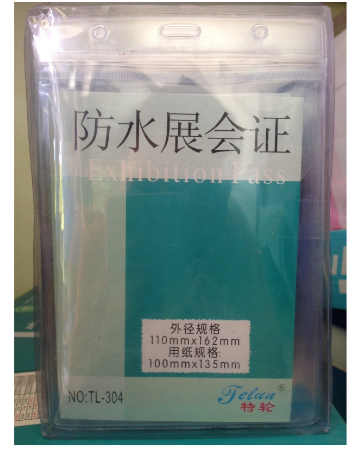 防水展会证
Exhibition Pass
外径规格
110mmx162mm
用纸规格:
100mmx135mm
NO:TL-304
Telun®
特轮